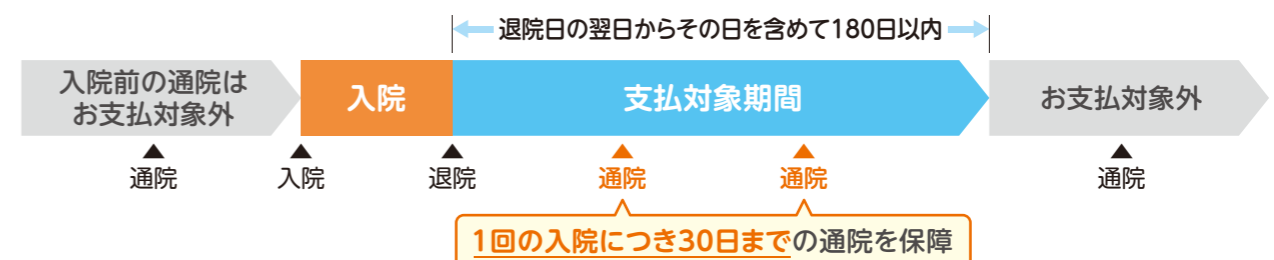 退院日の翌日からその日を含めて180日以内
入院前の通院は
お支払対象外
入院
支払対象期間
お支払対象外
通院
入院
退院
通院
通院
通院
1回の入院につき30日までの通院を保障